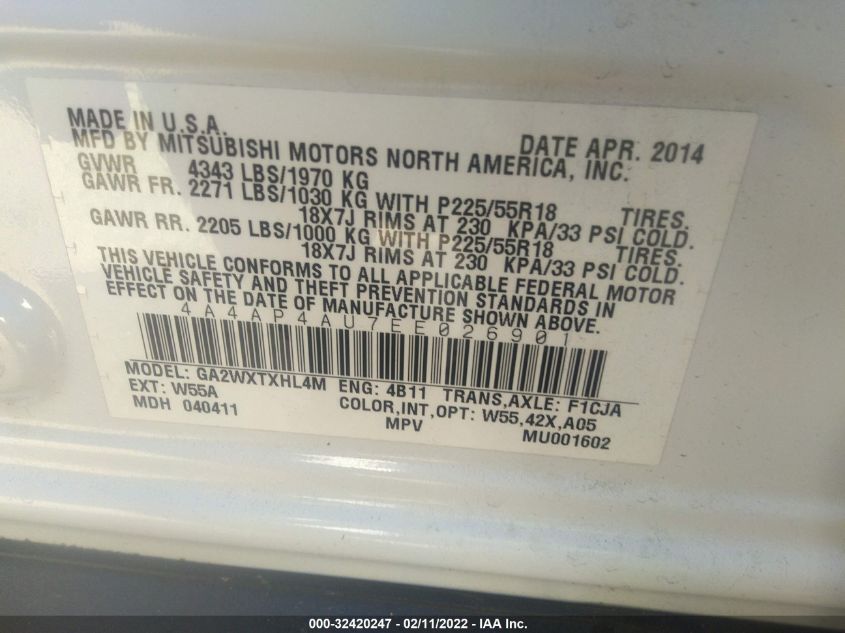 MADE IN U.S.A. DATE APR. 2014
MFD BY MITSUBISHI MOTORS NORTH AMERICA, INC.
GVWR 4343 LBS/1970 KG
GAWR FR. 2271 LBS/1030 KG WITH P225/55R18 TIRES.
18X7J RIMS AT 230 KPA/33 PSI COLD.
GAWR RR. 2205 LBS/1000 KG WITH P225/55R18 TIRES.
18X7J RIMS AT 230 KPA/33 PSI COLD.
THIS VEHICLE CONFORMS TO ALL APPLICABLE FEDERAL MOTOR
VEHICLE SAFETY AND THEFT PREVENTION STANDARDS IN
EFFECT ON THE DATE OF MANUFACTURE SHOWN ABOVE.
4A4AP4AU7EE026901
MODEL: GA2WXTXHL4M ENG: 4B11 TRANS,AXLE: F1CJA
EXT: W55A COLOR,INT,OPT: W55,42X,A05
MDH 040411 MPV MU001602
000-32420247 - 02/11/2022 - IAA Inc.